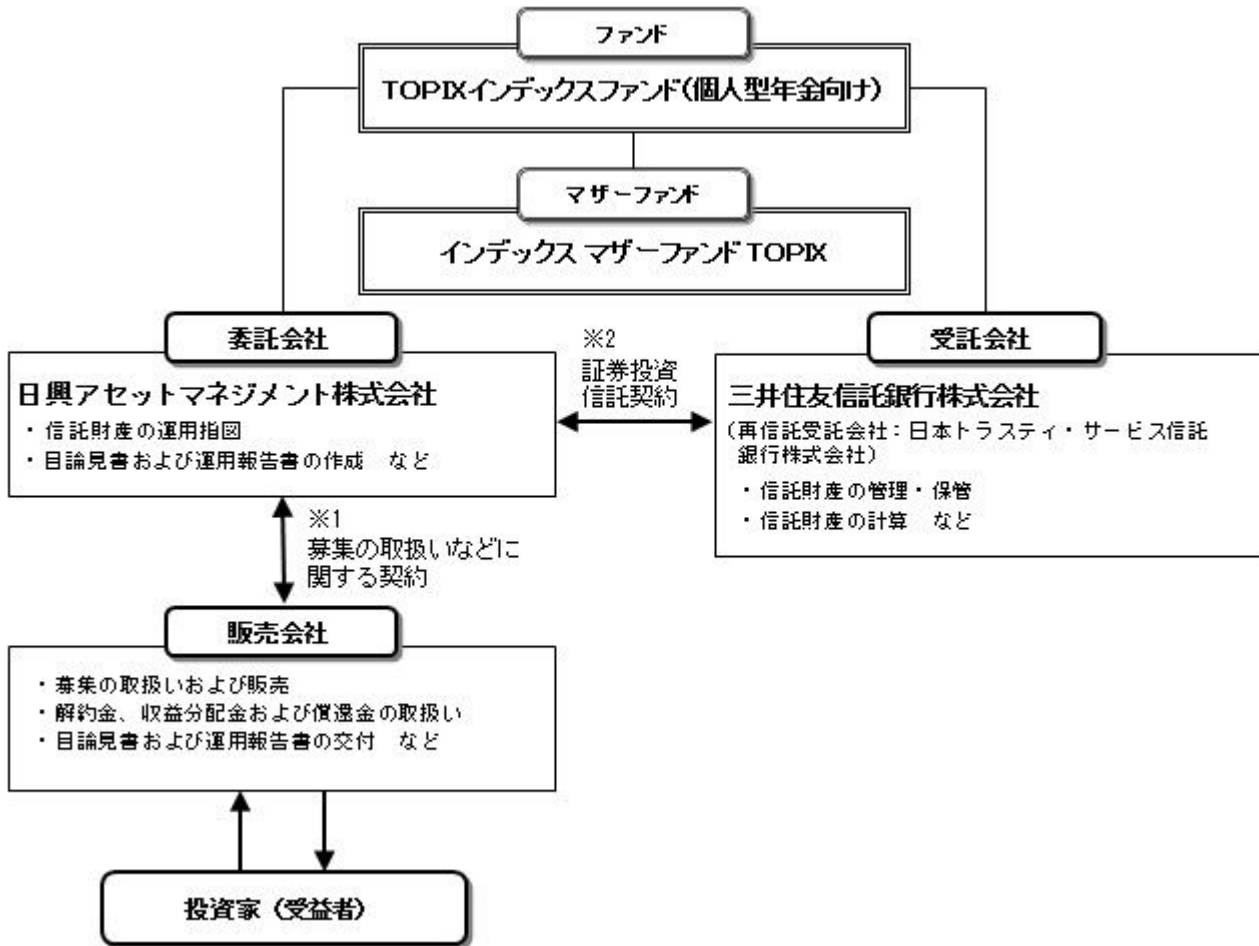 ファンド
TOPIXインデックスファンド(個人型年金向け)
マザーファンド
インデックス マザーファンド TOPIX
委託会社
日興アセットマネジメント株式会社
・信託財産の運用指図
・目論見書および運用報告書の作成 など
※2
証券投資
信託契約
受託会社
三井住友信託銀行株式会社
(再信託受託会社:日本トラスティ・サービス信託
銀行株式会社)
・信託財産の管理・保管
・信託財産の計算 など
※1
募集の取扱いなどに
関する契約
販売会社
・募集の取扱いおよび販売
・解約金、収益分配金および償還金の取扱い
・目論見書および運用報告書の交付 など
投資家(受益者)